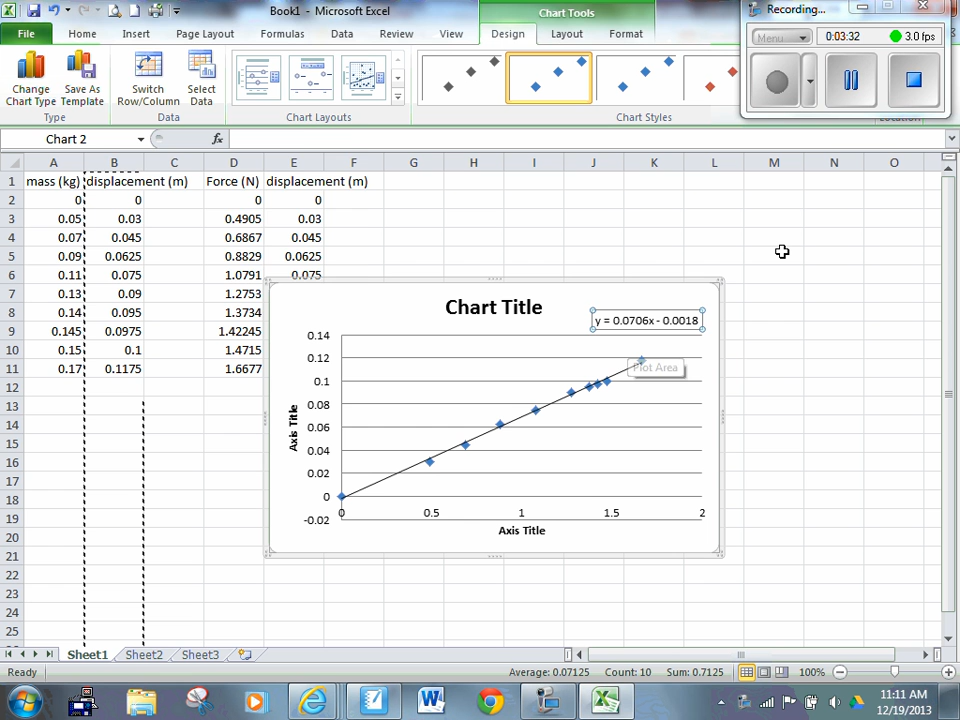 Book1 - Microsoft Excel
Chart Tools
Recording...
File Home Insert Page Layout Formulas Data Review View Design Layout Format
Menu 0:03:32 3.0 fps
Change Chart Type
Save As Template
Switch Row/Column
Select Data
Type Data Chart Layouts Chart Styles
Chart 2 fx
A B C D E F G H I J K L M N O
1 mass (kg) displacement (m) Force (N) displacement (m)
2 0 0 0 0
3 0.05 0.03 0.4905 0.03
4 0.07 0.045 0.6867 0.045
5 0.09 0.0625 0.8829 0.0625
6 0.11 0.075 1.0791 0.075
7 0.13 0.09 1.2753
8 0.14 0.095 1.3734
9 0.145 0.0975 1.42245
10 0.15 0.1 1.4715
11 0.17 0.1175 1.6677
12
13
14
15
16
17
18
19
20
21
22
23
24
25
Chart Title
y = 0.0706x - 0.0018
0.14
0.12
Plot Area
0.1
0.08
0.06
0.04
0.02
0
-0.02
Axis Title
0 0.5 1 1.5 2
Axis Title
Sheet1 Sheet2 Sheet3
Ready Average: 0.07125 Count: 10 Sum: 0.7125 100%
11:11 AM
12/19/2013